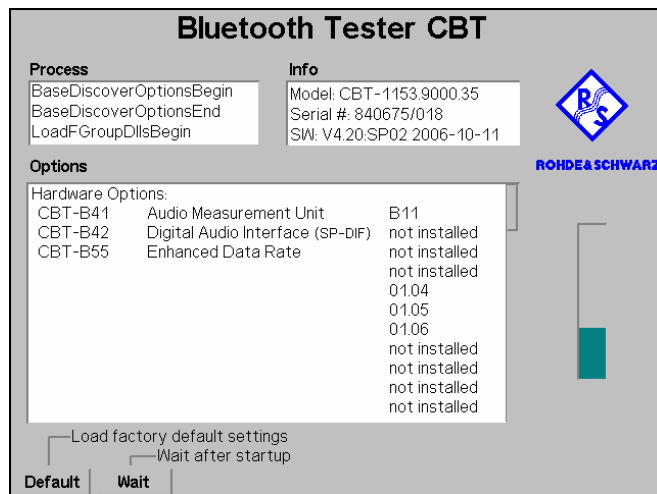 Bluetooth Tester CBT
Process
BaseDiscoverOptionsBegin
BaseDiscoverOptionsEnd
LoadFGroupDllsBegin
Info
Model: CBT-1153.9000.35
Serial #: 840675/018
SW: V4.20:SP02 2006-10-11
R S
ROHDE&SCHWARZ
Options
Hardware Options:
CBT-B41 Audio Measurement Unit B11
CBT-B42 Digital Audio Interface (SP-DIF) not installed
CBT-B55 Enhanced Data Rate not installed
not installed
01.04
01.05
01.06
not installed
not installed
not installed
not installed
Load factory default settings
Wait after startup
Default Wait